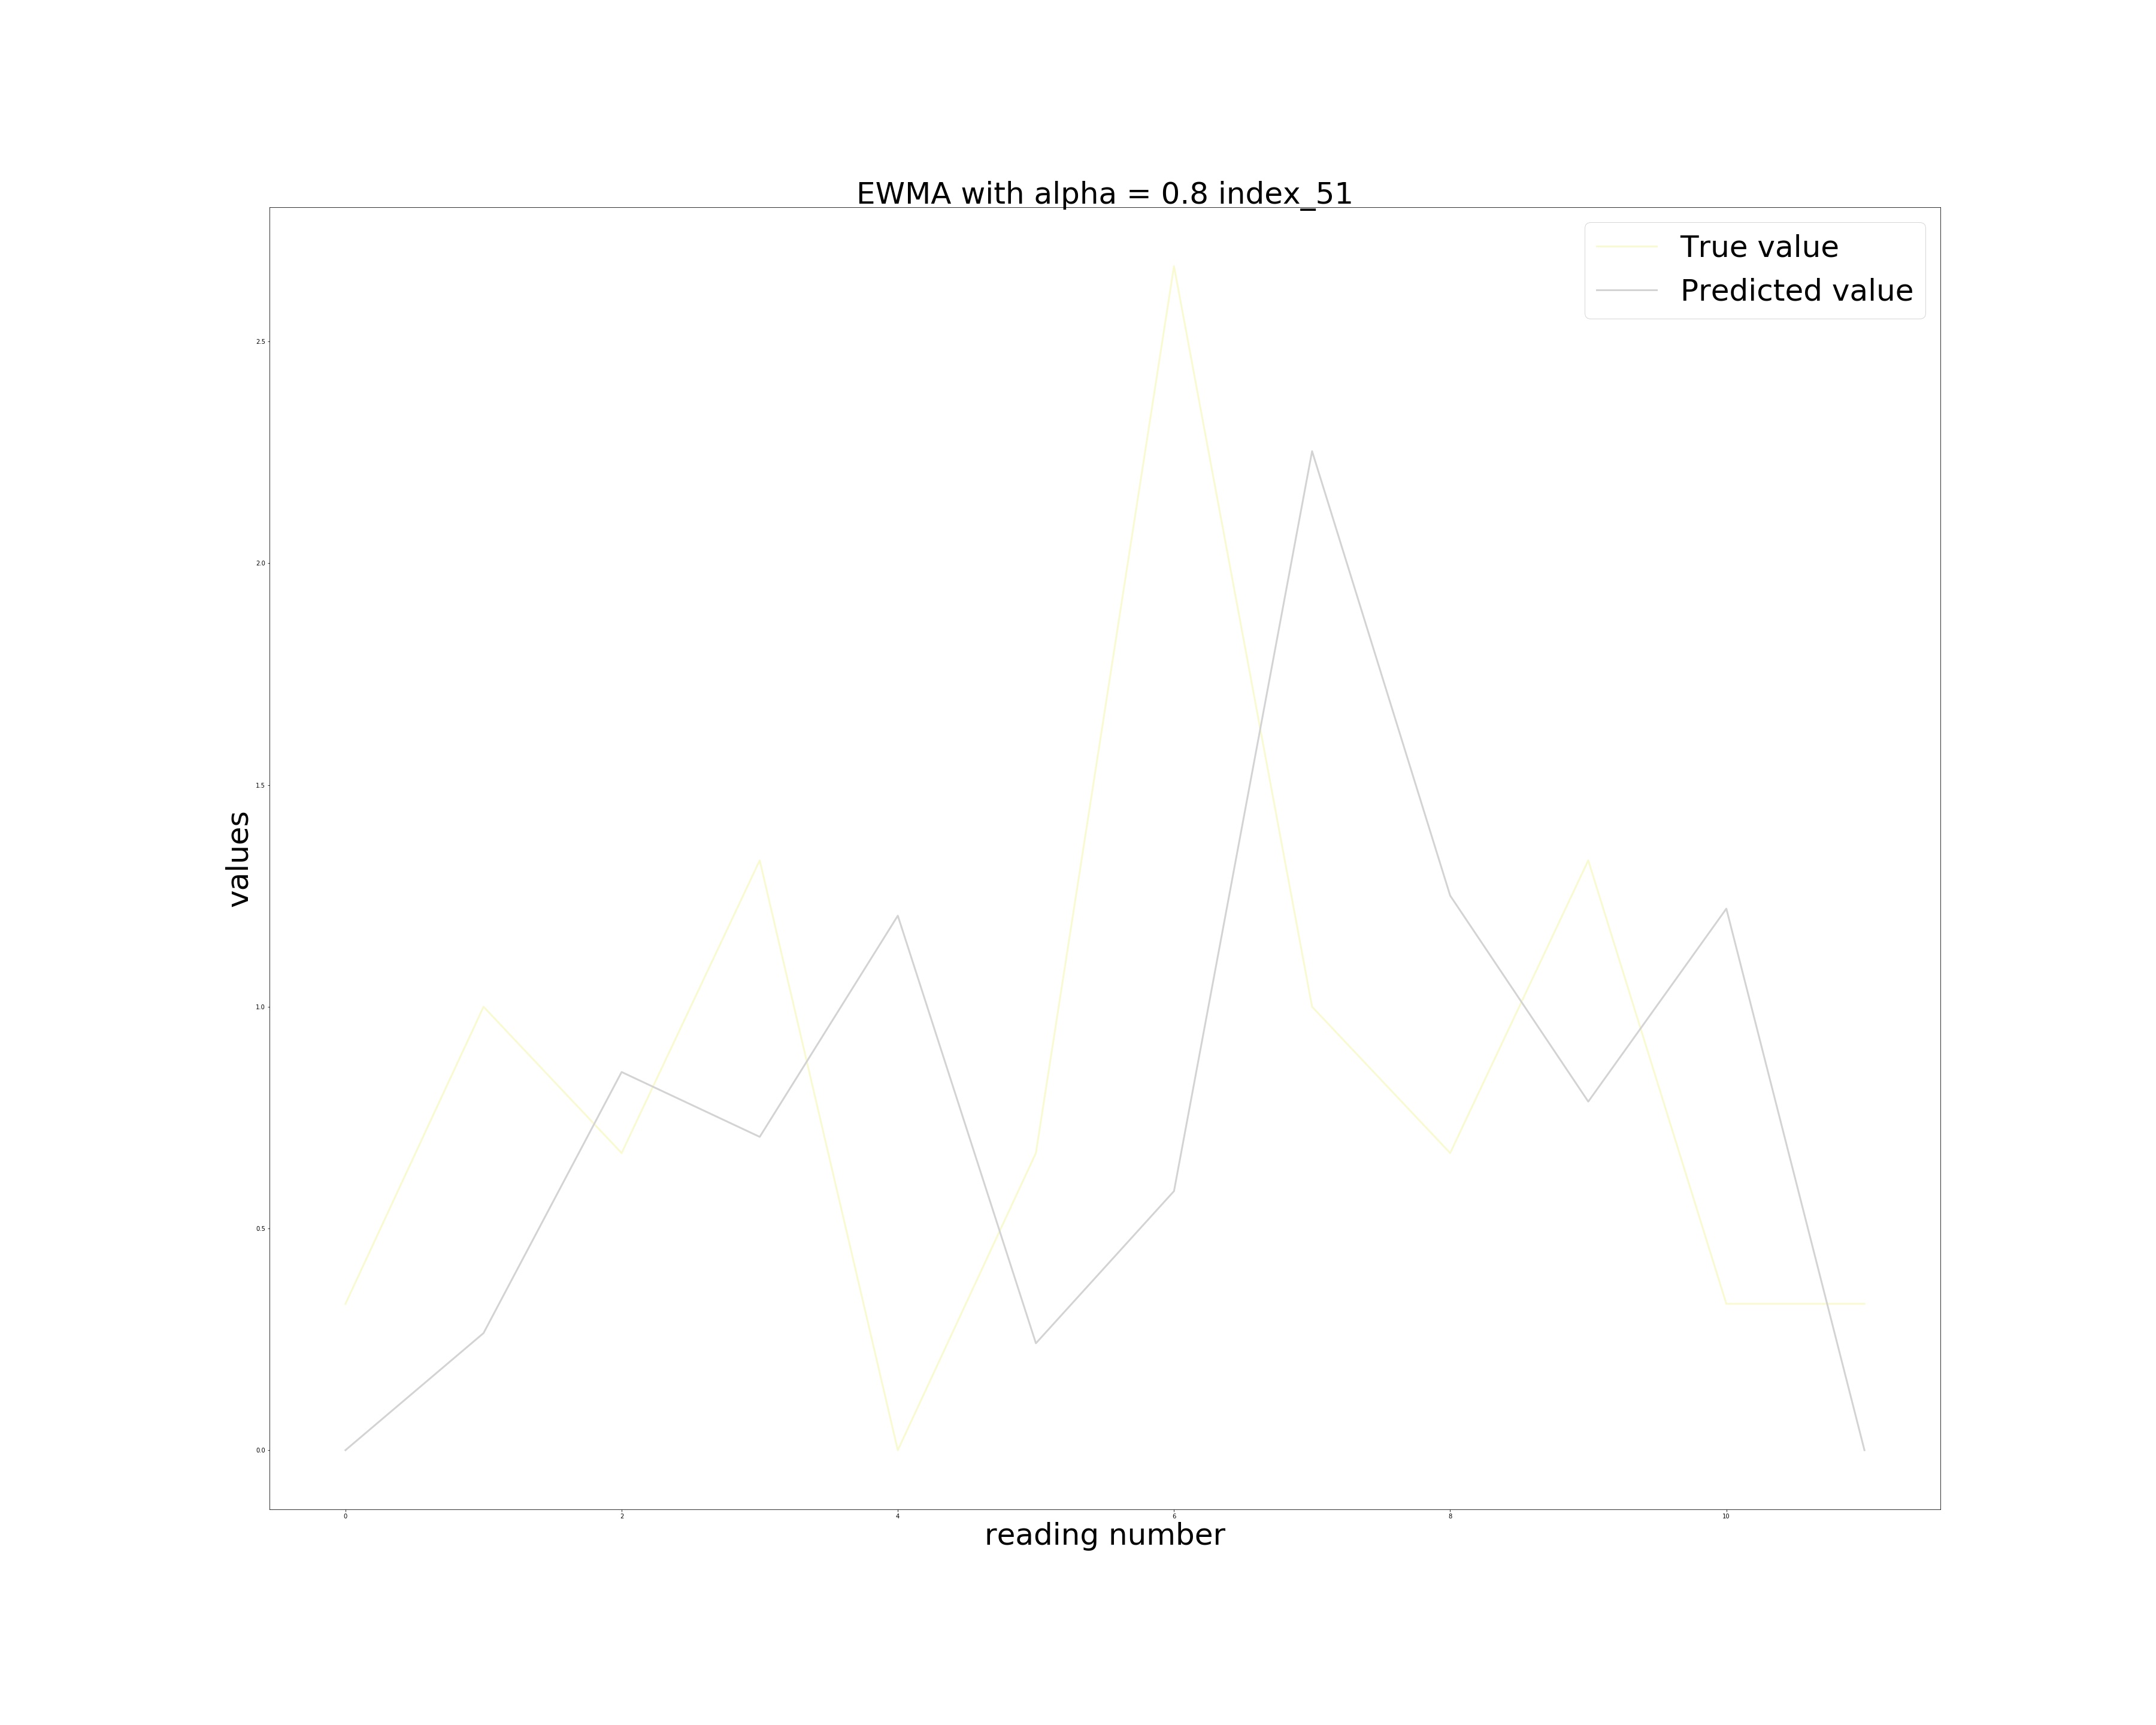 EWMA with alpha = 0.8 index_51
True value
Predicted value
2.5
2.0
1.5
1.0
0.5
0.0
values
0
2
4
6
8
10
reading number